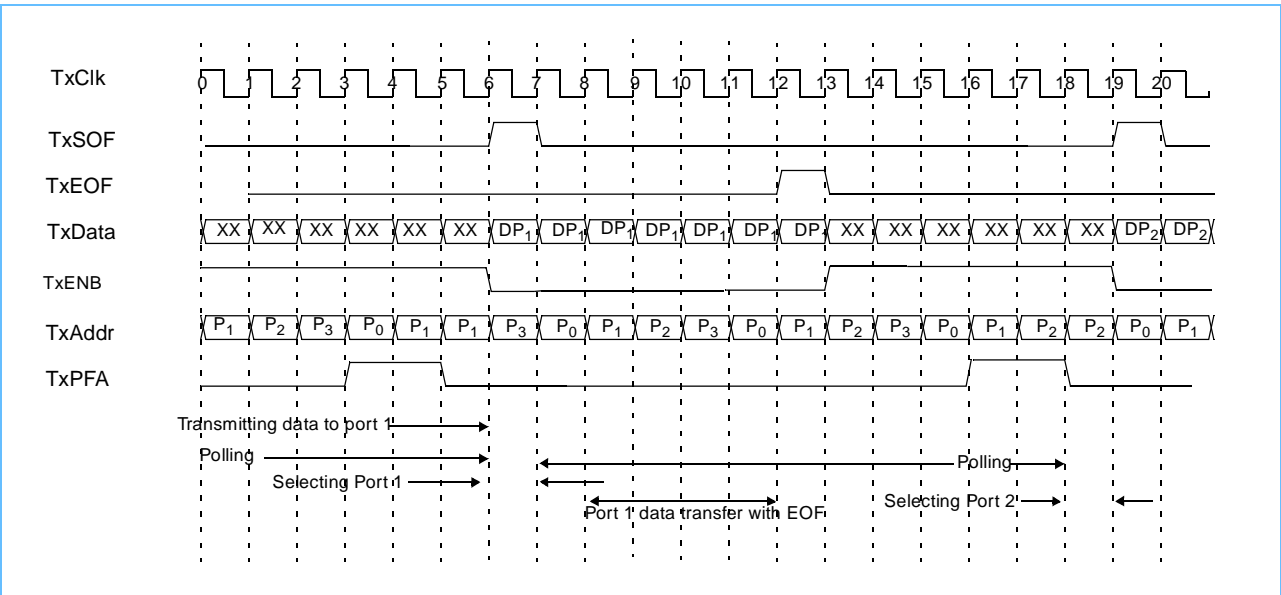 TxClk 0 1 2 3 4 5 6 7 8 9 10 11 12 13 14 15 16 17 18 19 20
TxSOF
TxEOF
TxData XX XX XX XX XX XX DP1 DP1 DP1 DP1 DP1 DP1 DP1 XX XX XX XX XX XX DP2 DP2
TxENB
TxAddr P1 P2 P3 P0 P1 P1 P3 P0 P1 P2 P3 P0 P1 P2 P3 P0 P1 P2 P2 P0 P1
TxPFA
Transmitting data to port 1
Polling Polling
Selecting Port 1
Selecting Port 2
Port 1 data transfer with EOF